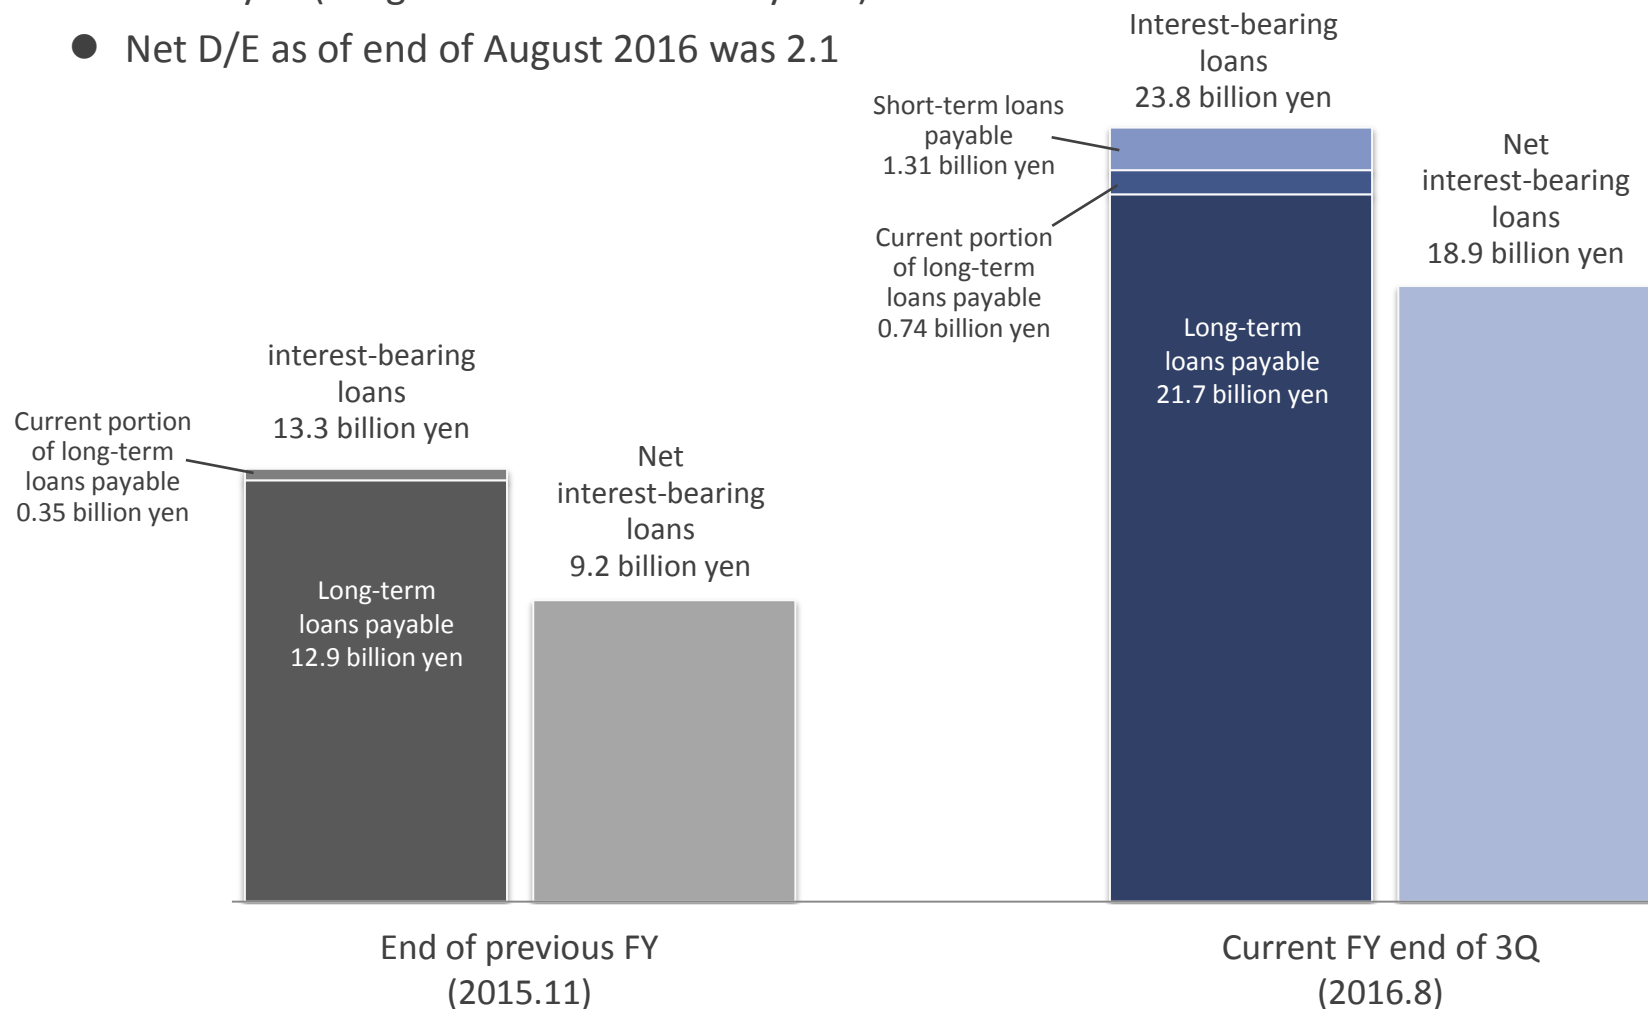 ● Net D/E as of end of August 2016 was 2.1
Interest-bearing
loans
23.8 billion yen
Short-term loans
payable
1.31 billion yen
Net
interest-bearing
loans
18.9 billion yen
Current portion
of long-term
loans payable
0.74 billion yen
Long-term
loans payable
21.7 billion yen
interest-bearing
loans
13.3 billion yen
Current portion
of long-term
loans payable
0.35 billion yen
Net
interest-bearing
loans
9.2 billion yen
Long-term
loans payable
12.9 billion yen
End of previous FY
(2015.11)
Current FY end of 3Q
(2016.8)